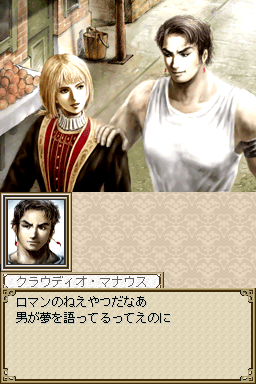 クラウディオ・マナウス
ロマンのねえやつだなあ
男が夢を語ってるってえのに